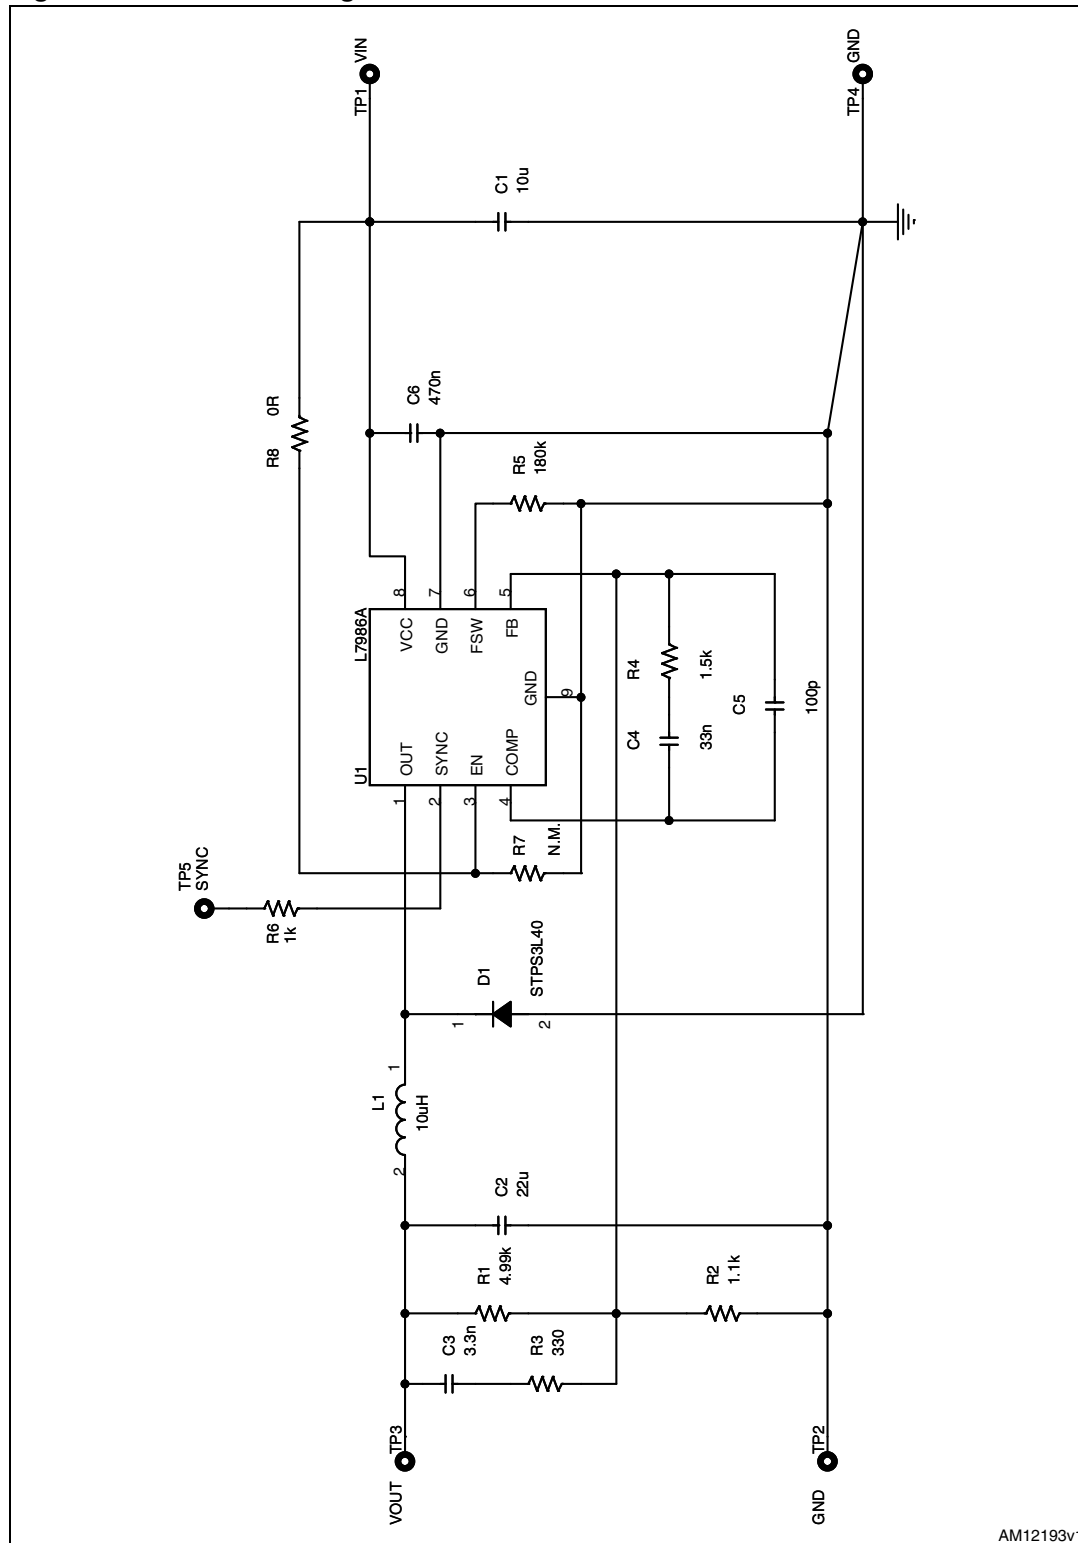 VIN
TP1
GND
TP4
C1
10u
R8
0R
C6
470n
R5
180k
L7986A
U1
8
7
6
5
VCC
GND
FSW
FB
GND
9
OUT
SYNC
EN
COMP
1
2
3
4
R4
1.5k
C4
33n
C5
100p
R7
N.M.
TP5
SYNC
R6
1k
D1
STPS3L40
1
2
L1
10uH
1
2
C2
22u
R1
4.99k
R2
1.1k
C3
3.3n
R3
330
TP3
VOUT
TP2
GND